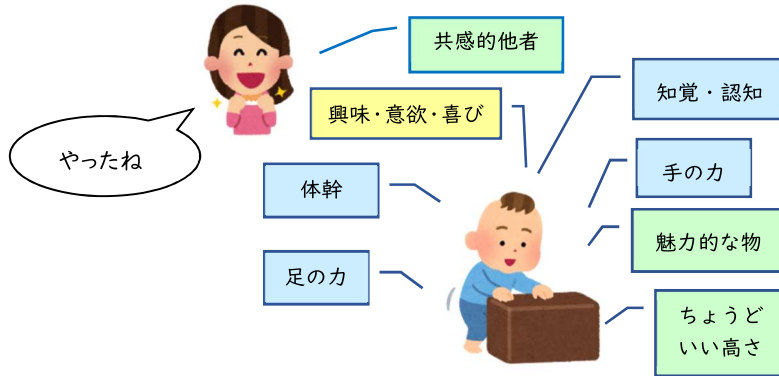 共感的他者
知覚・認知
興味・意欲・喜び
やったね
体幹
手の力
魅力的な物
足の力
ちょうど
いい高さ